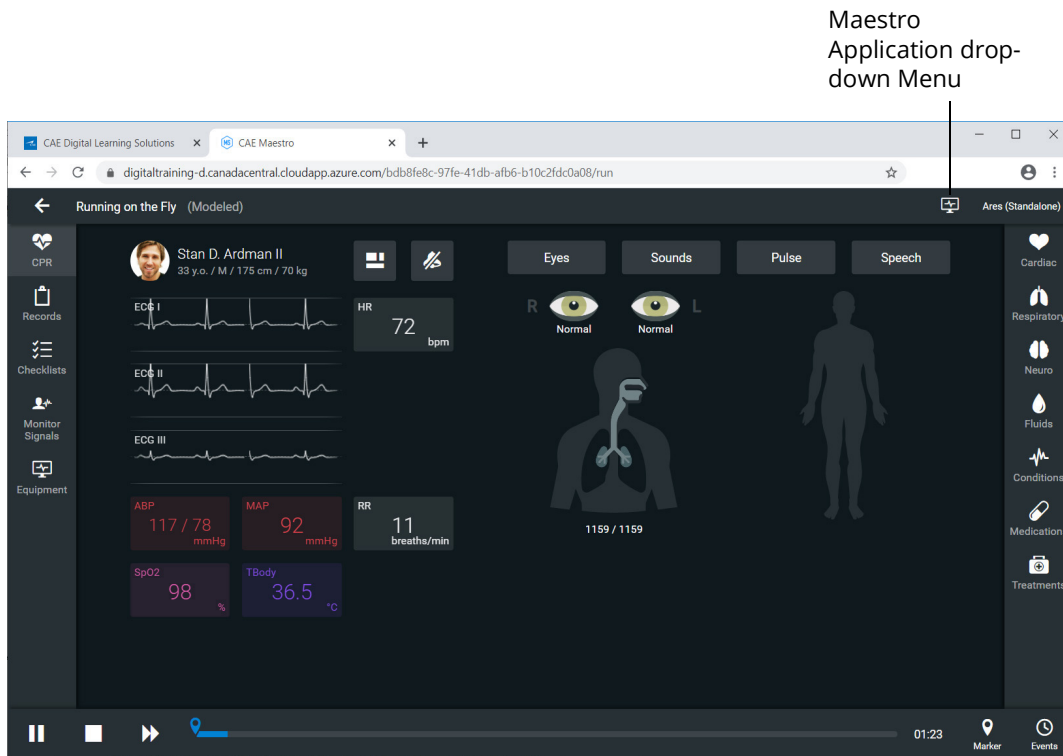 Maestro
Application drop-
down Menu
CAE Digital Learning Solutions
CAE Maestro
digitaltraining-d.canadacentral.cloudapp.azure.com/bdb8fe8c-97fe-41db-afb6-b10c2fdc0a08/run
Running on the Fly (Modeled)
Ares (Standalone)
CPR
Records
Checklists
Monitor
Signals
Equipment
Stan D. Ardman II
33 y.o. / M / 175 cm / 70 kg
ECG I
HR
72
bpm
ECG II
ECG III
ABP
117 / 78
mmHg
MAP
92
mmHg
RR
11
breaths/min
SpO2
98
%
TBody
36.5
°C
Eyes
Sounds
Pulse
Speech
R
L
Normal
Normal
1159 / 1159
Cardiac
Respiratory
Neuro
Fluids
Conditions
Medication
Treatments
01:23
Marker
Events